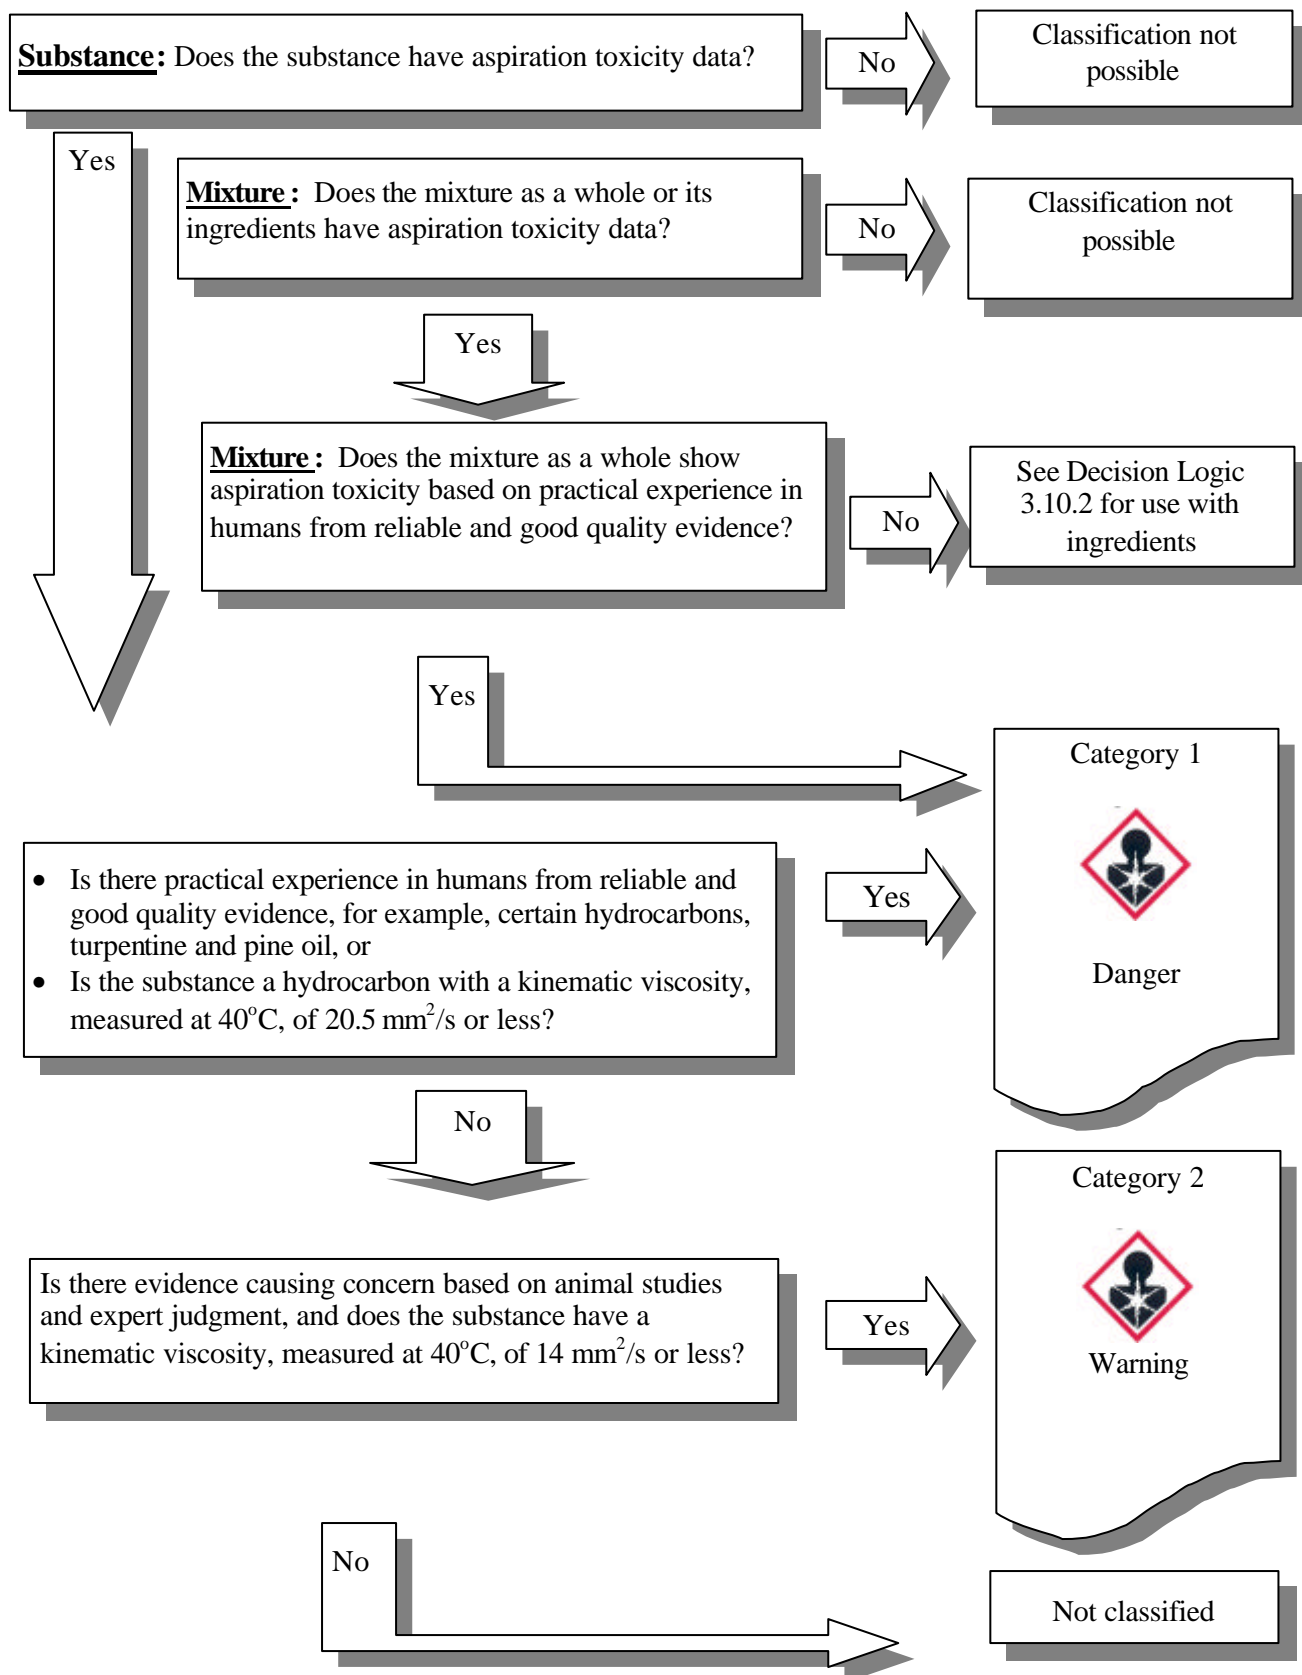 Substance: Does the substance have aspiration toxicity data?
No
Classification not
possible
Yes
Mixture: Does the mixture as a whole or its
ingredients have aspiration toxicity data?
No
Classification not
possible
Yes
Mixture: Does the mixture as a whole show
aspiration toxicity based on practical experience in
humans from reliable and good quality evidence?
No
See Decision Logic
3.10.2 for use with
ingredients
Yes
Category 1
Danger
• Is there practical experience in humans from reliable and
good quality evidence, for example, certain hydrocarbons,
turpentine and pine oil, or
• Is the substance a hydrocarbon with a kinematic viscosity,
measured at 40°C, of 20.5 mm²/s or less?
Yes
No
Category 2
Warning
Is there evidence causing concern based on animal studies
and expert judgment, and does the substance have a
kinematic viscosity, measured at 40°C, of 14 mm²/s or less?
Yes
No
Not classified